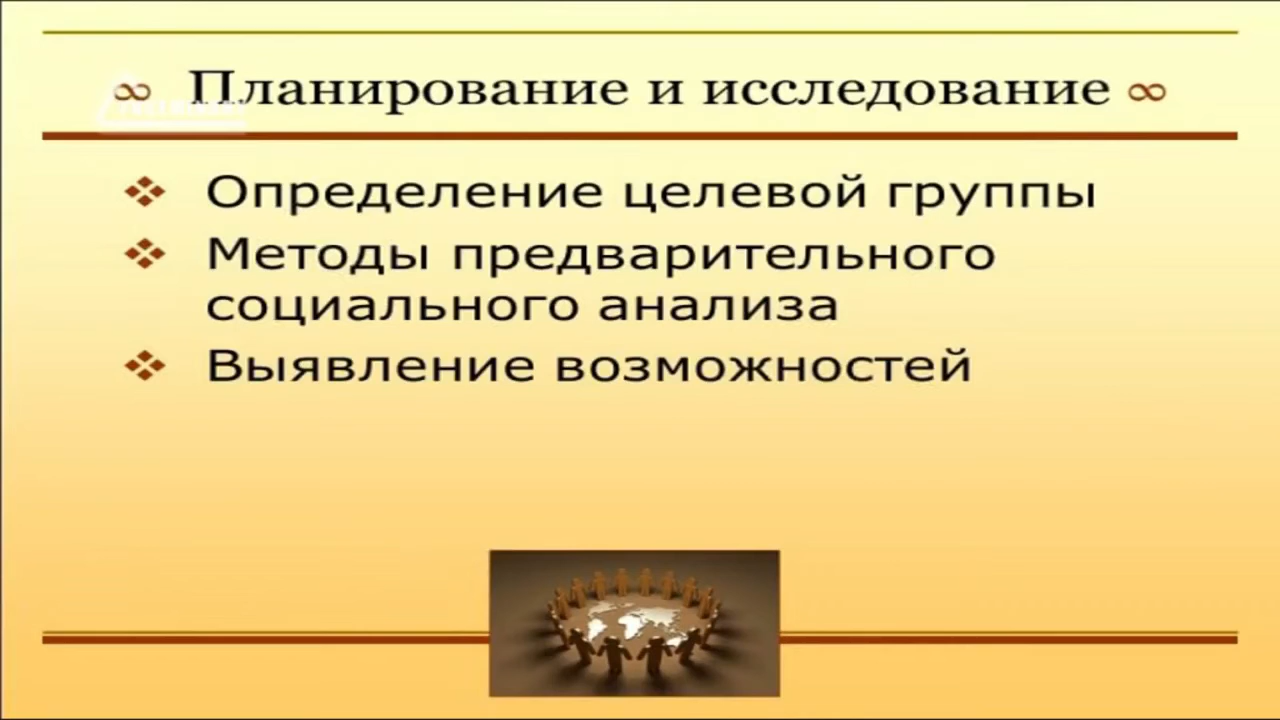 ∞ Планирование и исследование ∞
Определение целевой группы
Методы предварительного
социального анализа
Выявление возможностей